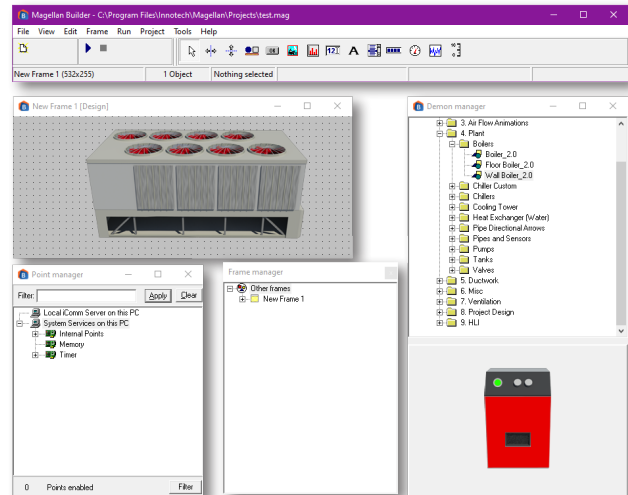 Magellan Builder - C:\Program Files\Innotech\Magellan\Projects\test.mag
File View Edit Frame Run Project Tools Help
OK 12.1 A
New Frame 1 (532x255) 1 Object Nothing selected
New Frame 1 [Design]
Demon manager
3. Air Flow Animations
4. Plant
Boilers
Boiler_2.0
Floor Boiler_2.0
Wall Boiler_2.0
Chiller Custom
Chillers
Cooling Tower
Heat Exchanger (Water)
Pipe Directional Arrows
Pipes and Sensors
Pumps
Tanks
Valves
5. Ductwork
6. Misc
7. Ventilation
8. Project Design
9. HLI
Point manager
Filter: Apply Clear
Local iComm Server on this PC
System Services on this PC
Internal Points
Memory
Timer
0 Points enabled Filter
Frame manager
Other frames
New Frame 1